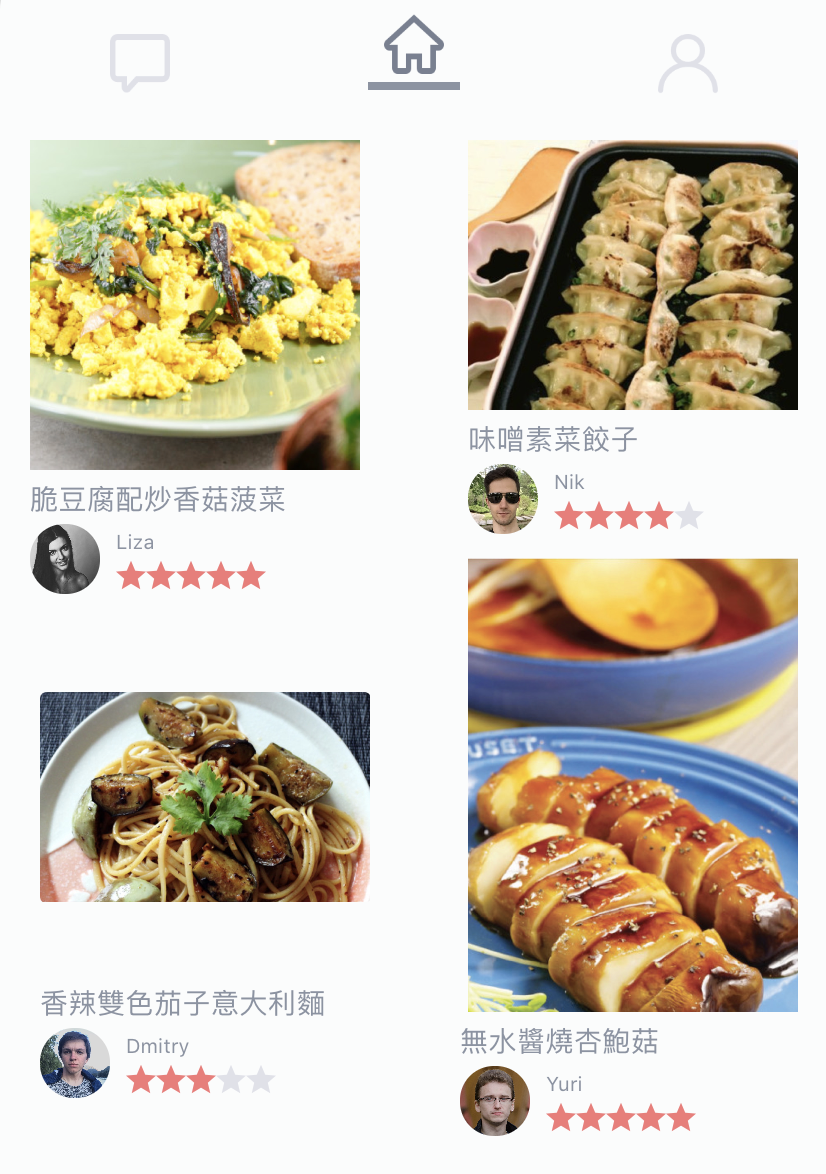 脆豆腐配炒香菇菠菜
Liza
味噌素菜餃子
Nik
香辣雙色茄子意大利麵
Dmitry
無水醬燒杏鮑菇
Yuri